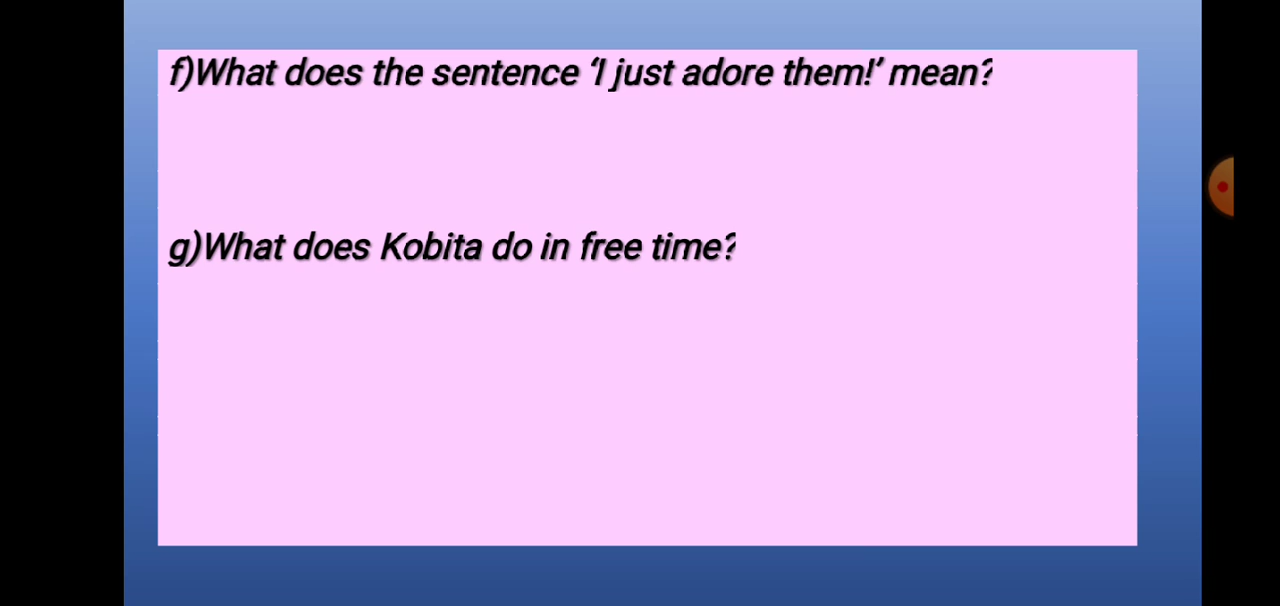 f)What does the sentence ‘I just adore them!’ mean?
g)What does Kobita do in free time?